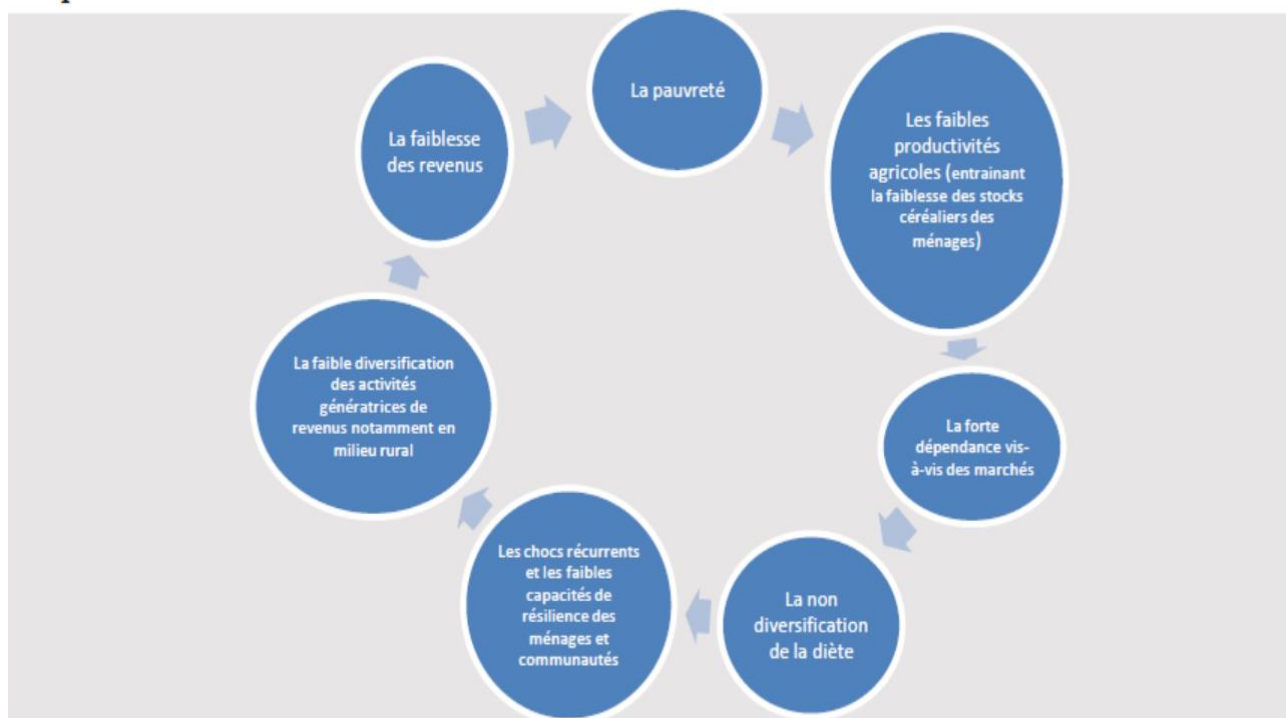 La pauvreté
Les faibles
productivités
agricoles (entrainant
la faiblesse des stocks
céréaliers des
ménages)
La forte
dépendance vis-
à-vis des marchés
La non
diversification
de la diète
Les chocs récurrents
et les faibles
capacités de
résilience des
ménages et
communautés
La faible diversification
des activités
génératrices de
revenus notamment en
milieu rural
La faiblesse
des revenus